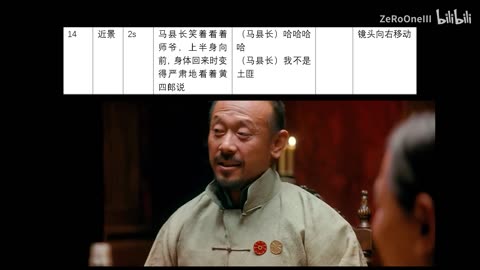 ZeRoOneIII bilibili
14 近景 2s 马县长笑着看着 （马县长）哈哈哈 镜头向右移动
师爷，上半身向 哈
前，身体回来时变 （马县长）我不是
得严肃地看着黄 土匪
四郎说